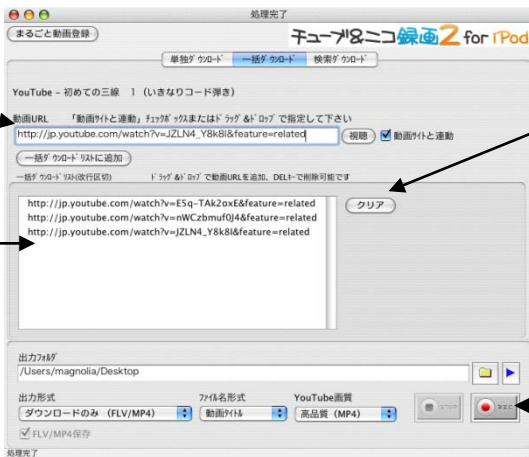 処理完了
まるごと動画登録
チューブ&ニコ録画2 for iPod
単独ダウンロード 一括ダウンロード 検索ダウンロード
YouTube - 初めての三線 1 (いきなりコード弾き)
動画URL 「動画サイトと連動」チェックボックスまたはドラッグ&ドロップで指定して下さい
http://jp.youtube.com/watch?v=JZLN4_Y8k8I&feature=related 視聴 動画サイトと連動
一括ダウンロードリストに追加
一括ダウンロードリスト(改行区切) ドラッグ&ドロップで動画URLを追加、DELキーで削除可能です
http://jp.youtube.com/watch?v=ESq-TAk2oxE&feature=related
http://jp.youtube.com/watch?v=nWCzbmuf0J4&feature=related
http://jp.youtube.com/watch?v=JZLN4_Y8k8I&feature=related
クリア
出力フォルダ
/Users/magnolia/Desktop
出力形式 ファイル名形式 YouTube画質
ダウンロードのみ (FLV/MP4) 動画タイトル 高品質 (MP4) STOP REC
FLV/MP4保存
処理完了